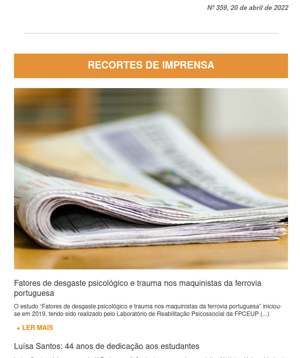 Nº 359, 20 de abril de 2022
RECORTES DE IMPRENSA
Fatores de desgaste psicológico e trauma nos maquinistas da ferrovia
portuguesa
O estudo “Fatores de desgaste psicológico e trauma nos maquinistas da ferrovia portuguesa” iniciou-
se em 2019, tendo sido realizado pelo Laboratório de Reabilitação Psicossocial da FPCEUP (...)
+ LER MAIS
Luísa Santos: 44 anos de dedicação aos estudantes